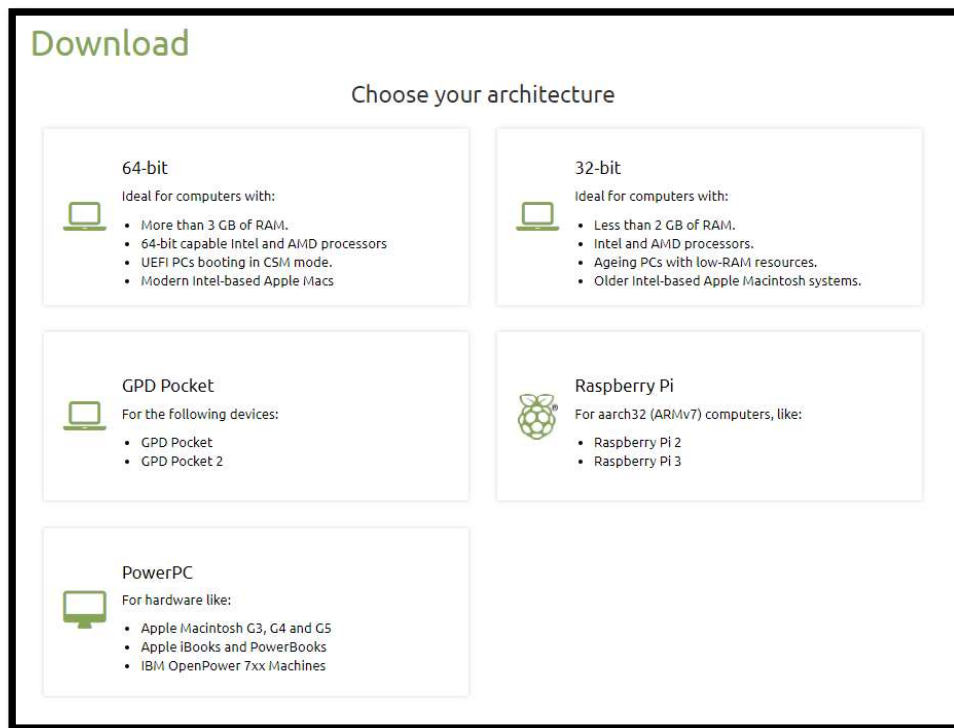 Download
Choose your architecture
64-bit
Ideal for computers with:
• More than 3 GB of RAM.
• 64-bit capable Intel and AMD processors
• UEFI PCs booting in CSM mode.
• Modern Intel-based Apple Macs
32-bit
Ideal for computers with:
• Less than 2 GB of RAM.
• Intel and AMD processors.
• Ageing PCs with low-RAM resources.
• Older Intel-based Apple Macintosh systems.
GPD Pocket
For the following devices:
• GPD Pocket
• GPD Pocket 2
Raspberry Pi
For aarch32 (ARMv7) computers, like:
• Raspberry Pi 2
• Raspberry Pi 3
PowerPC
For hardware like:
• Apple Macintosh G3, G4 and G5
• Apple iBooks and PowerBooks
• IBM OpenPower 7xx Machines